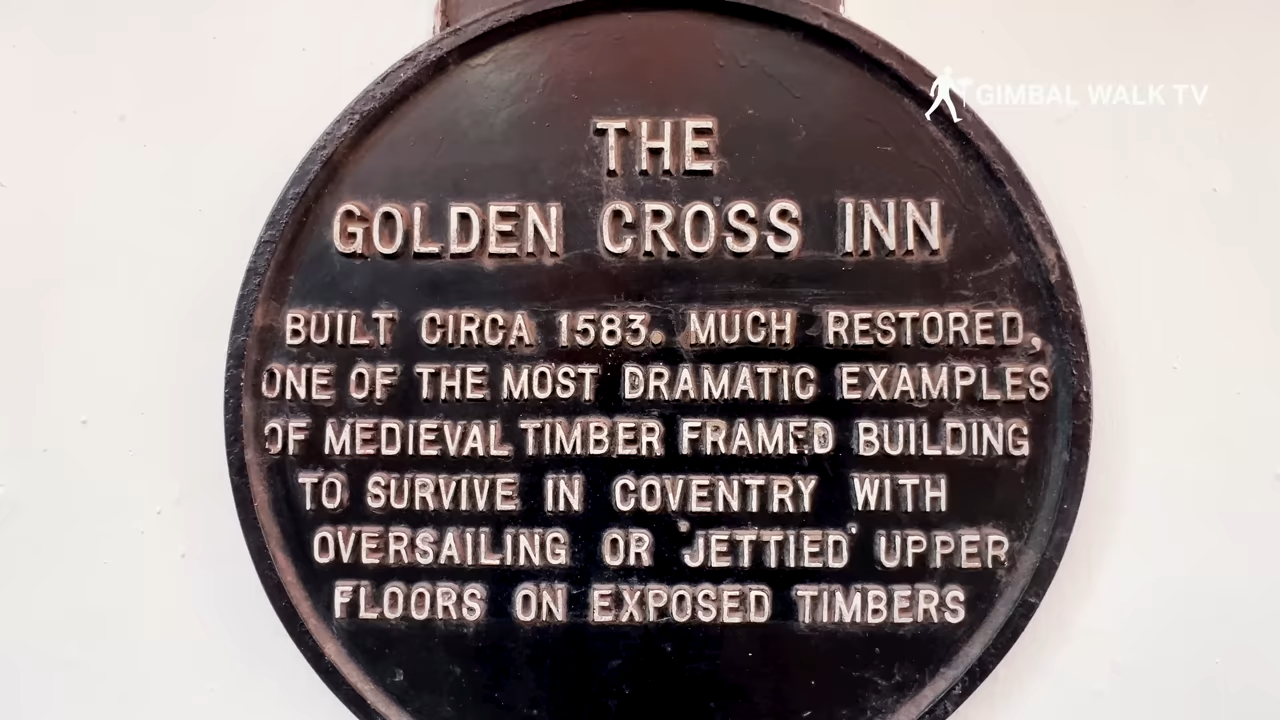 GIMBAL WALK TV
THE
GOLDEN CROSS INN
BUILT CIRCA 1583. MUCH RESTORED,
ONE OF THE MOST DRAMATIC EXAMPLES
OF MEDIEVAL TIMBER FRAMED BUILDING
TO SURVIVE IN COVENTRY WITH
OVERSAILING OR 'JETTIED' UPPER
FLOORS ON EXPOSED TIMBERS